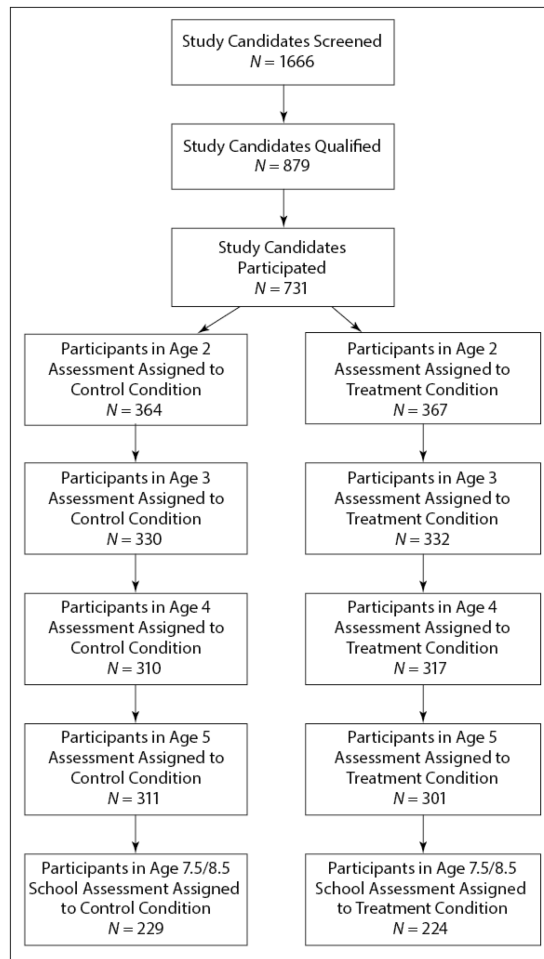 Study Candidates Screened
N = 1666
Study Candidates Qualified
N = 879
Study Candidates
Participated
N = 731
Participants in Age 2
Assessment Assigned to
Control Condition
N = 364
Participants in Age 2
Assessment Assigned to
Treatment Condition
N = 367
Participants in Age 3
Assessment Assigned to
Control Condition
N = 330
Participants in Age 3
Assessment Assigned to
Treatment Condition
N = 332
Participants in Age 4
Assessment Assigned to
Control Condition
N = 310
Participants in Age 4
Assessment Assigned to
Treatment Condition
N = 317
Participants in Age 5
Assessment Assigned to
Control Condition
N = 311
Participants in Age 5
Assessment Assigned to
Treatment Condition
N = 301
Participants in Age 7.5/8.5
School Assessment Assigned
to Control Condition
N = 229
Participants in Age 7.5/8.5
School Assessment Assigned
to Treatment Condition
N = 224